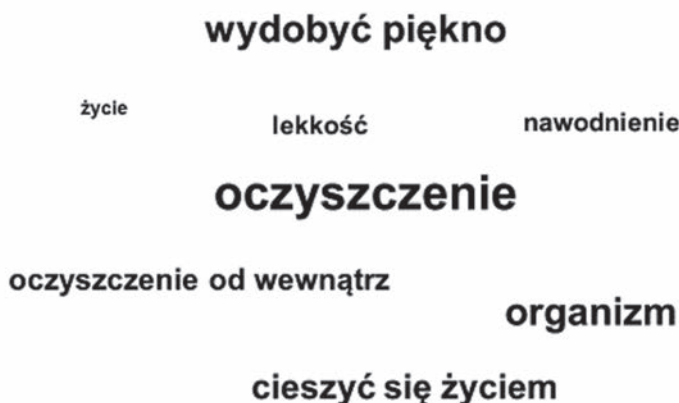 wydobyć piękno
życie
lekkość
nawodnienie
oczyszczenie
oczyszczenie od wewnątrz
organizm
cieszyć się życiem